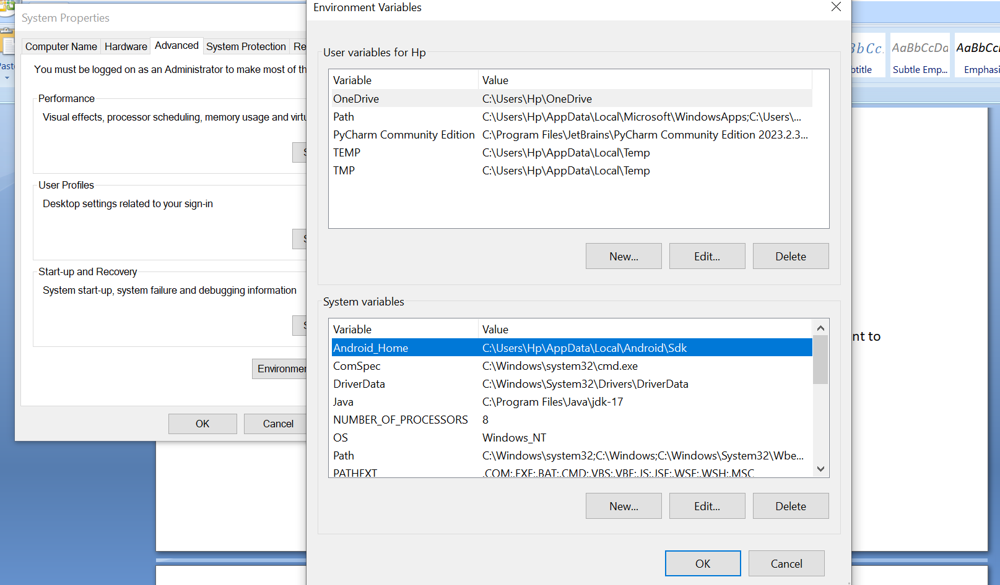 System Properties
Computer Name Hardware Advanced System Protection Re
You must be logged on as an Administrator to make most of th
Performance
Visual effects, processor scheduling, memory usage and virtu
User Profiles
Desktop settings related to your sign-in
Start-up and Recovery
System start-up, system failure and debugging information
Environmen
OK Cancel
Environment Variables
User variables for Hp
Variable Value
OneDrive C:\Users\Hp\OneDrive
Path C:\Users\Hp\AppData\Local\Microsoft\WindowsApps;C:\Users\...
PyCharm Community Edition C:\Program Files\JetBrains\PyCharm Community Edition 2023.2.3...
TEMP C:\Users\Hp\AppData\Local\Temp
TMP C:\Users\Hp\AppData\Local\Temp
New... Edit... Delete
System variables
Variable Value
Android_Home C:\Users\Hp\AppData\Local\Android\Sdk
ComSpec C:\Windows\system32\cmd.exe
DriverData C:\Windows\System32\Drivers\DriverData
Java C:\Program Files\Java\jdk-17
NUMBER_OF_PROCESSORS 8
OS Windows_NT
Path C:\Windows\system32;C:\Windows;C:\Windows\System32\Wbe...
PATHEXT .COM;.EXE;.BAT;.CMD;.VBS;.VBE;.JS;.JSE;.WSF;.WSH;.MSC
New... Edit... Delete
OK Cancel
bCc. AaBbCcDd AaBbCc
btitle Subtle Emp... Emphasi
nt to